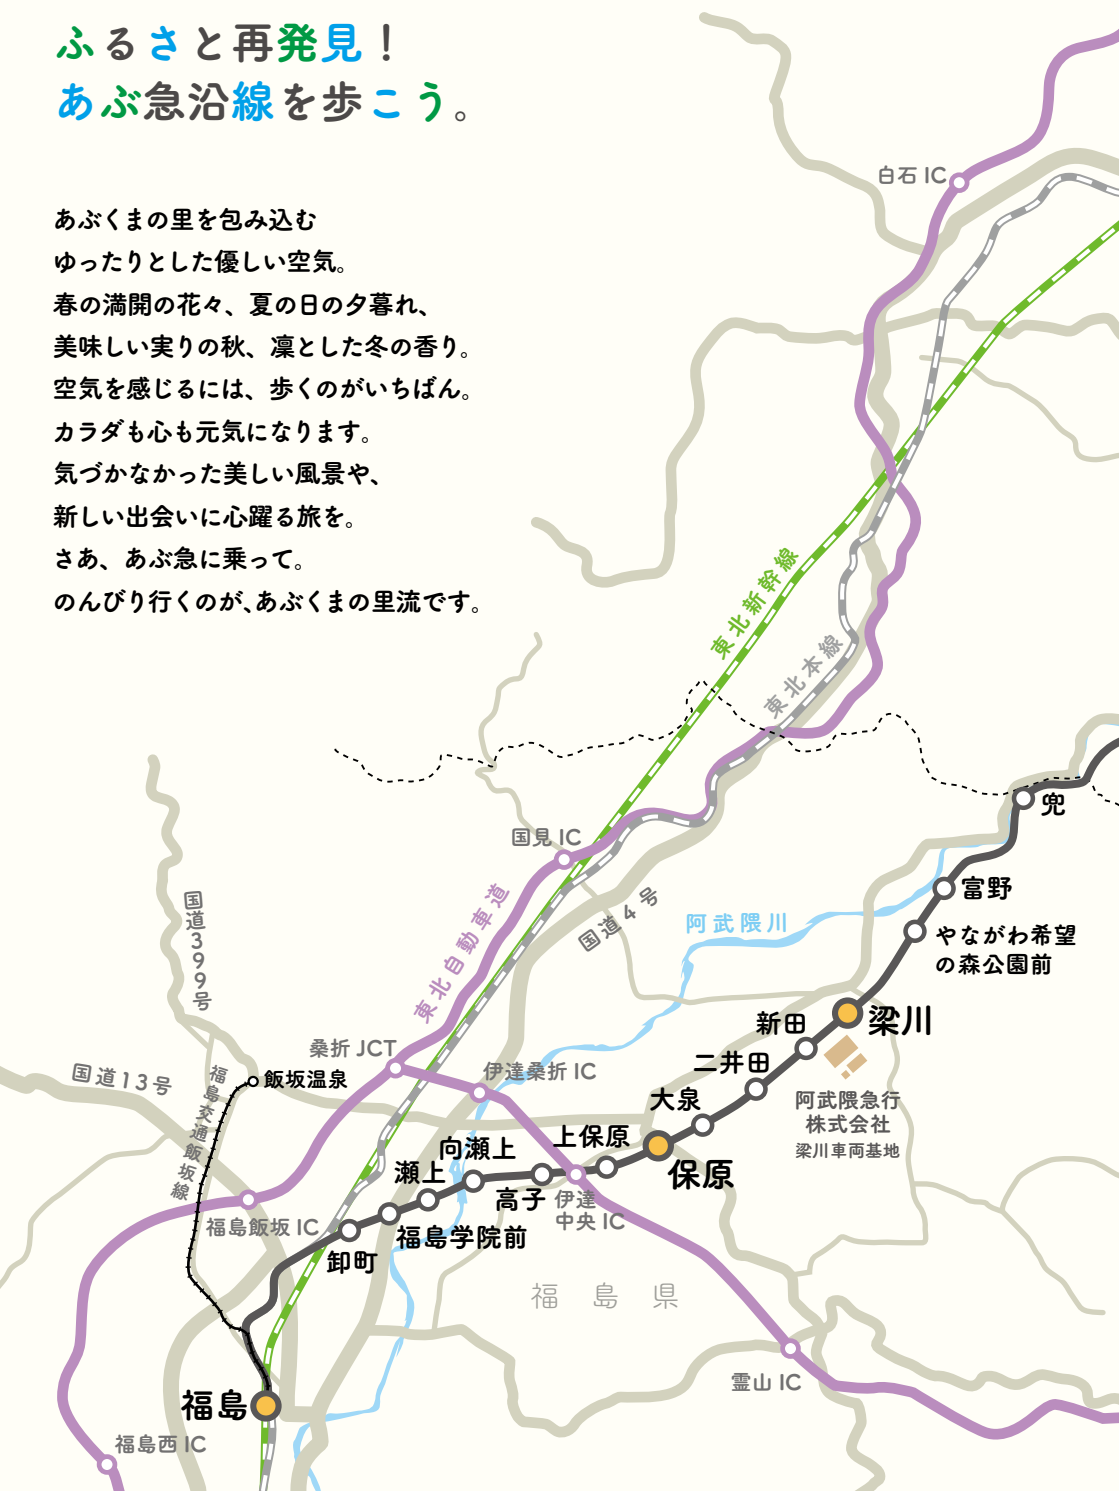 ふるさと再発見！
あぶ急沿線を歩こう。
あぶくまの里を包み込む
ゆったりとした優しい空気。
春の満開の花々、夏の日の夕暮れ、
美味しい実りの秋、凛とした冬の香り。
空気を感じるには、歩くのがいちばん。
カラダも心も元気になります。
気づかなかった美しい風景や、
新しい出会いに心躍る旅を。
さあ、あぶ急に乗って。
のんびり行くのが、あぶくまの里流です。
白石 IC
東北新幹線
東北本線
兜
国見 IC
富野
国道399号
国道4号
阿武隈川
やながわ希望
の森公園前
東北自動車道
梁川
新田
桑折 JCT
二井田
国道13号
飯坂温泉
伊達桑折 IC
福島交通飯坂線
大泉
阿武隈急行
株式会社
梁川車両基地
上保原
向瀬上
瀬上
保原
高子
伊達
中央 IC
福島飯坂 IC
福島学院前
卸町
福島県
霊山 IC
福島
福島西 IC